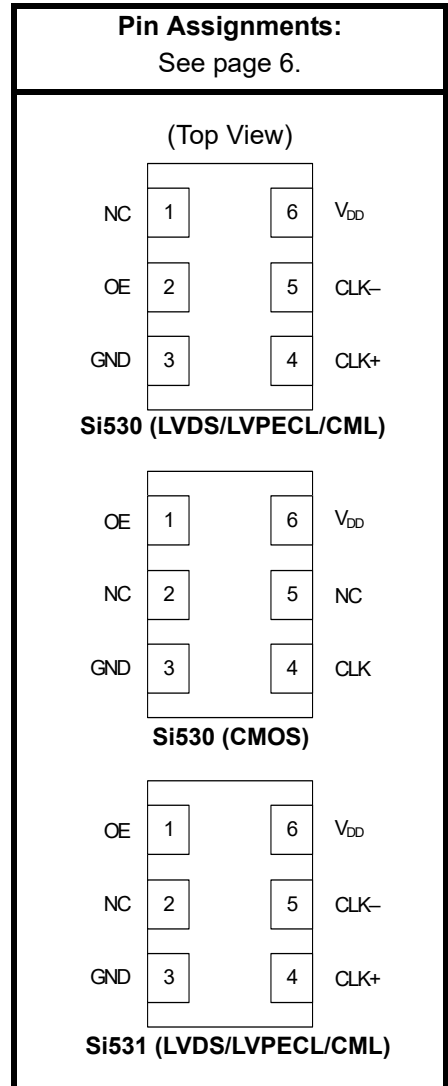 Pin Assignments:
See page 6.
(Top View)
NC 1 6 VDD
OE 2 5 CLK–
GND 3 4 CLK+
Si530 (LVDS/LVPECL/CML)
OE 1 6 VDD
NC 2 5 NC
GND 3 4 CLK
Si530 (CMOS)
OE 1 6 VDD
NC 2 5 CLK–
GND 3 4 CLK+
Si531 (LVDS/LVPECL/CML)